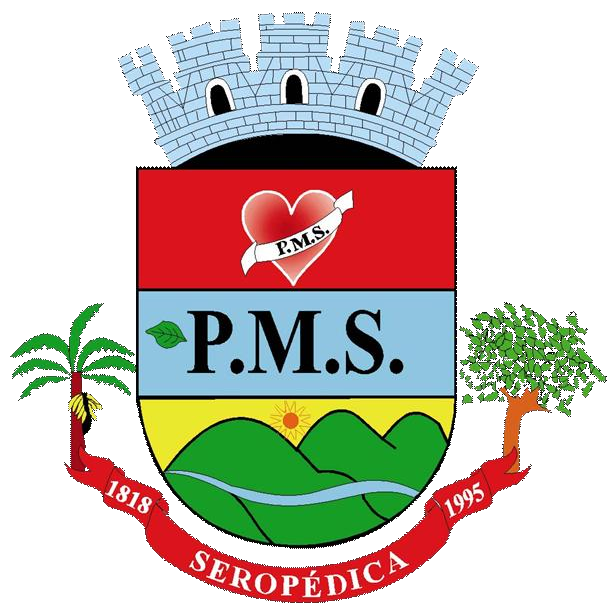 P.M.S.
P.M.S.
1818
1995
SEROPÉDICA